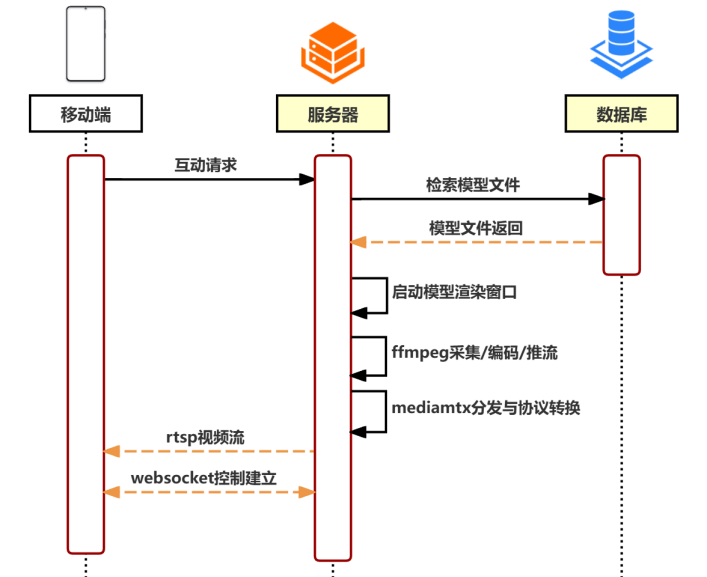 移动端
服务器
数据库
互动请求
检索模型文件
模型文件返回
启动模型渲染窗口
ffmpeg采集/编码/推流
mediamtx分发与协议转换
rtsp视频流
websocket控制建立